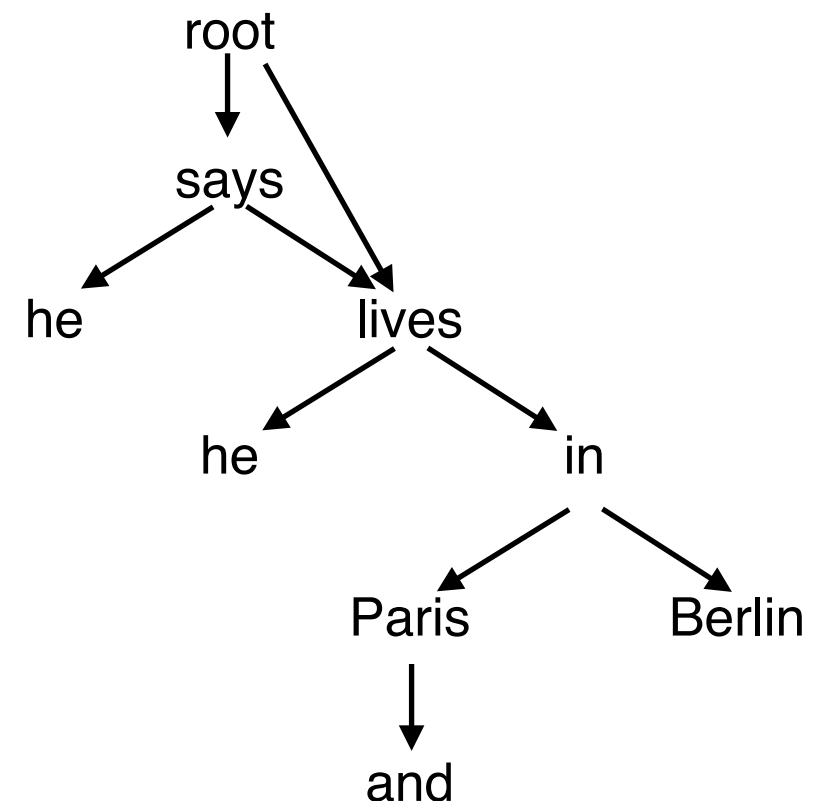 root
says
he lives
he in
Paris Berlin
and